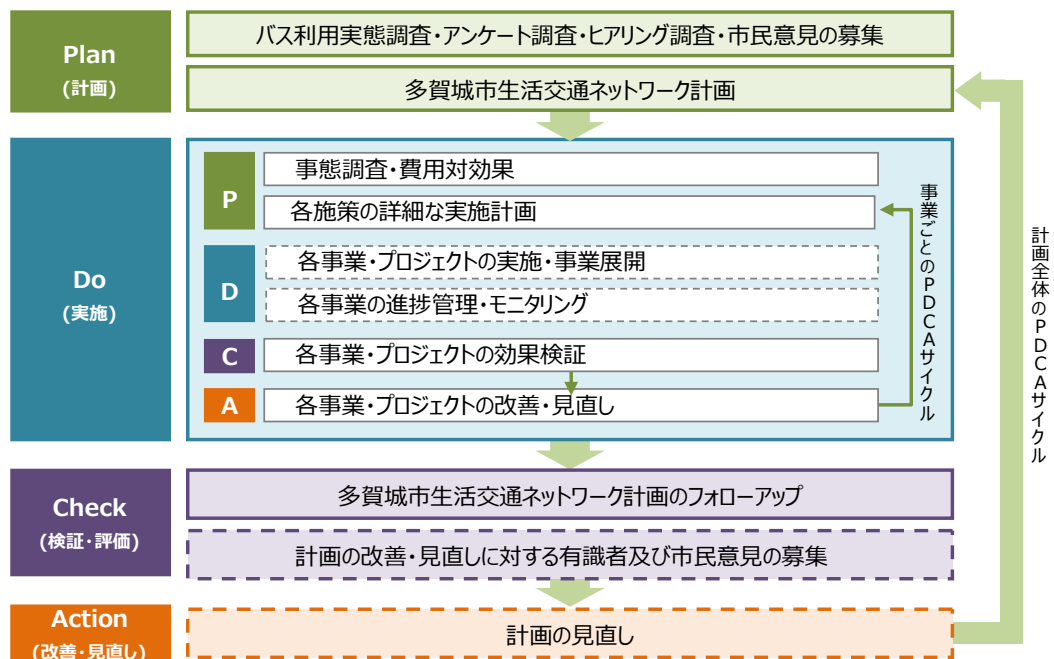 Plan
(計画)
バス利用実態調査・アンケート調査・ヒアリング調査・市民意見の募集
多賀城市生活交通ネットワーク計画
Do
(実施)
P
事態調査・費用対効果
各施策の詳細な実施計画
D
各事業・プロジェクトの実施・事業展開
各事業の進捗管理・モニタリング
C
各事業・プロジェクトの効果検証
A
各事業・プロジェクトの改善・見直し
事業ごとのPDCAサイクル
計画全体のPDCAサイクル
Check
(検証・評価)
多賀城市生活交通ネットワーク計画のフォローアップ
計画の改善・見直しに対する有識者及び市民意見の募集
Action
(改善・見直し)
計画の見直し